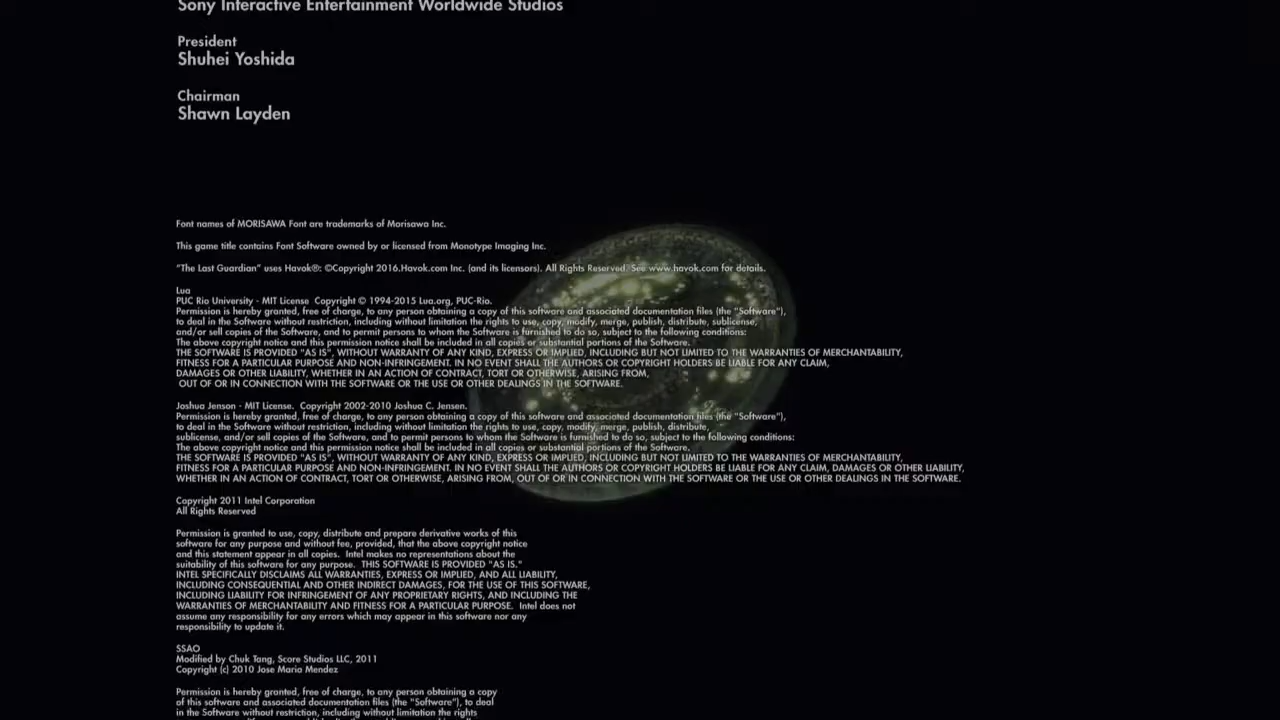 Sony Interactive Entertainment Worldwide Studios
President
Shuhei Yoshida
Chairman
Shawn Layden
Font names of MORISAWA Font are trademarks of Morisawa Inc.
This game title contains Font Software owned by or licensed from Monotype Imaging Inc.
"The Last Guardian" uses Havok®: ©Copyright 2016.Havok.com Inc. (and its licensors). All Rights Reserved. See www.havok.com for details.
Lua
PUC Rio University - MIT License  Copyright © 1994-2015 Lua.org, PUC-Rio.
Permission is hereby granted, free of charge, to any person obtaining a copy of this software and associated documentation files (the "Software"),
to deal in the Software without restriction, including without limitation the rights to use, copy, modify, merge, publish, distribute, sublicense,
and/or sell copies of the Software, and to permit persons to whom the Software is furnished to do so, subject to the following conditions:
The above copyright notice and this permission notice shall be included in all copies or substantial portions of the Software.
THE SOFTWARE IS PROVIDED "AS IS", WITHOUT WARRANTY OF ANY KIND, EXPRESS OR IMPLIED, INCLUDING BUT NOT LIMITED TO THE WARRANTIES OF MERCHANTABILITY,
FITNESS FOR A PARTICULAR PURPOSE AND NON-INFRINGEMENT. IN NO EVENT SHALL THE AUTHORS OR COPYRIGHT HOLDERS BE LIABLE FOR ANY CLAIM,
DAMAGES OR OTHER LIABILITY, WHETHER IN AN ACTION OF CONTRACT, TORT OR OTHERWISE, ARISING FROM,
OUT OF OR IN CONNECTION WITH THE SOFTWARE OR THE USE OR OTHER DEALINGS IN THE SOFTWARE.
Joshua Jenson - MIT License.  Copyright 2002-2010 Joshua C. Jensen.
Permission is hereby granted, free of charge, to any person obtaining a copy of this software and associated documentation files (the "Software"),
to deal in the Software without restriction, including without limitation the rights to use, copy, modify, merge, publish, distribute,
sublicense, and/or sell copies of the Software, and to permit persons to whom the Software is furnished to do so, subject to the following conditions:
The above copyright notice and this permission notice shall be included in all copies or substantial portions of the Software.
THE SOFTWARE IS PROVIDED "AS IS", WITHOUT WARRANTY OF ANY KIND, EXPRESS OR IMPLIED, INCLUDING BUT NOT LIMITED TO THE WARRANTIES OF MERCHANTABILITY,
FITNESS FOR A PARTICULAR PURPOSE AND NON-INFRINGEMENT. IN NO EVENT SHALL THE AUTHORS OR COPYRIGHT HOLDERS BE LIABLE FOR ANY CLAIM, DAMAGES OR OTHER LIABILITY,
WHETHER IN AN ACTION OF CONTRACT, TORT OR OTHERWISE, ARISING FROM, OUT OF OR IN CONNECTION WITH THE SOFTWARE OR THE USE OR OTHER DEALINGS IN THE SOFTWARE.
Copyright 2011 Intel Corporation
All Rights Reserved
Permission is granted to use, copy, distribute and prepare derivative works of this
software for any purpose and without fee, provided, that the above copyright notice
and this statement appear in all copies.  Intel makes no representations about the
suitability of this software for any purpose.  THIS SOFTWARE IS PROVIDED "AS IS."
INTEL SPECIFICALLY DISCLAIMS ALL WARRANTIES, EXPRESS OR IMPLIED, AND ALL LIABILITY,
INCLUDING CONSEQUENTIAL AND OTHER INDIRECT DAMAGES, FOR THE USE OF THIS SOFTWARE,
INCLUDING LIABILITY FOR INFRINGEMENT OF ANY PROPRIETARY RIGHTS, AND INCLUDING THE
WARRANTIES OF MERCHANTABILITY AND FITNESS FOR A PARTICULAR PURPOSE.  Intel does not
assume any responsibility for any errors which may appear in this software nor any
responsibility to update it.
SSAO
Modified by Chuk Tang, Score Studios LLC, 2011
Copyright (c) 2010 Jose Maria Mendez
Permission is hereby granted, free of charge, to any person obtaining a copy
of this software and associated documentation files (the "Software"), to deal
in the Software without restriction, including without limitation the rights